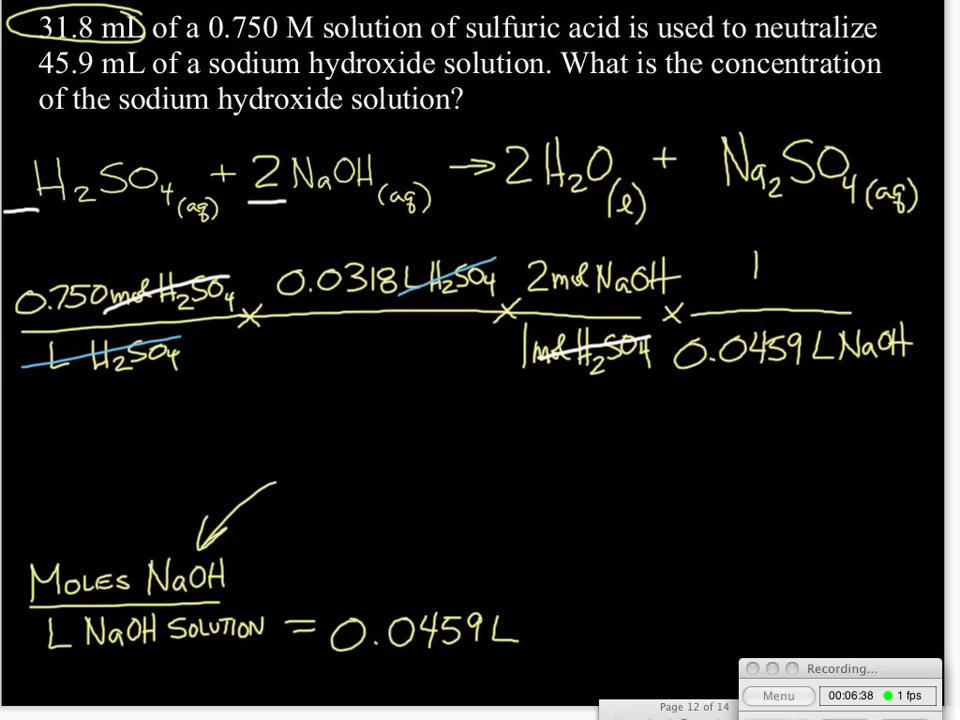 31.8 mL of a 0.750 M solution of sulfuric acid is used to neutralize
45.9 mL of a sodium hydroxide solution. What is the concentration
of the sodium hydroxide solution?
H₂SO₄(aq) + 2 NaOH(aq) → 2 H₂O(l) + Na₂SO₄(aq)
0.750 mol H₂SO₄ × 0.0318 L H₂SO₄ × 2 mol NaOH × 1
L H₂SO₄ 1 mol H₂SO₄ 0.0459 L NaOH
MOLES NaOH
L NaOH SOLUTION = 0.0459 L
Recording...
Menu 00:06:38 1 fps
Page 12 of 14